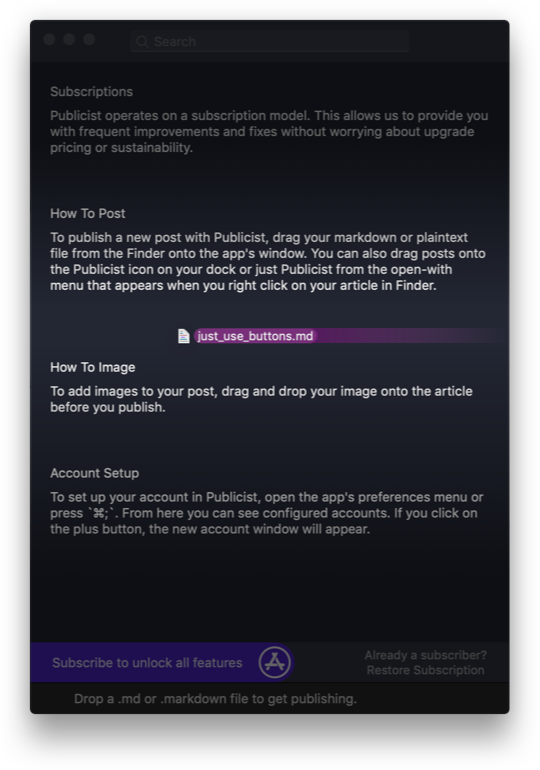 Search
Subscriptions
Publicist operates on a subscription model. This allows us to provide you
with frequent improvements and fixes without worrying about upgrade
pricing or sustainability.
How To Post
To publish a new post with Publicist, drag your markdown or plaintext
file from the Finder onto the app's window. You can also drag posts onto
the Publicist icon on your dock or just Publicist from the open-with
menu that appears when you right click on your article in Finder.
just_use_buttons.md
How To Image
To add images to your post, drag and drop your image onto the article
before you publish.
Account Setup
To set up your account in Publicist, open the app's preferences menu or
press `⌘;`. From here you can see configured accounts. If you click on
the plus button, the new account window will appear.
Subscribe to unlock all features
Already a subscriber?
Restore Subscription
Drop a .md or .markdown file to get publishing.